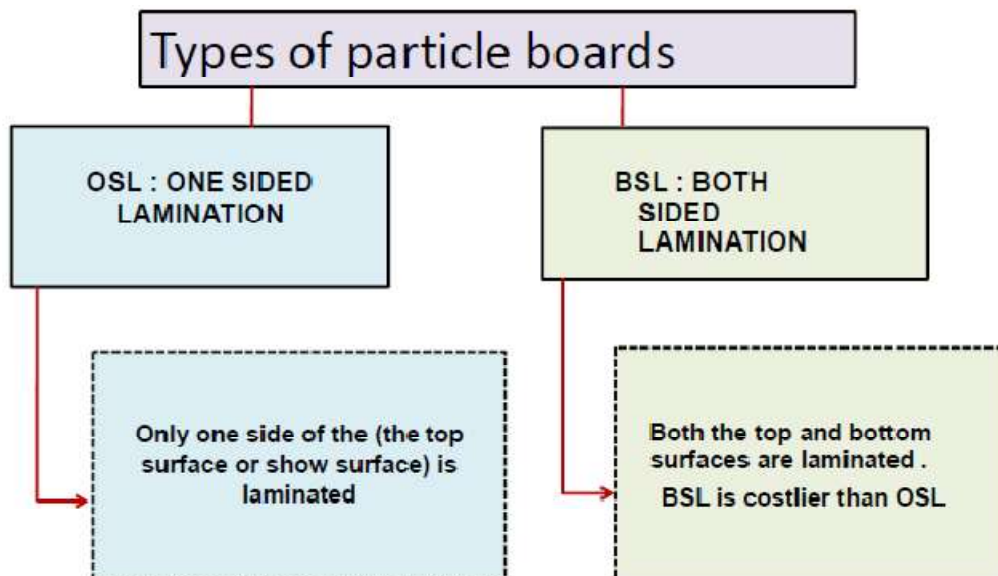 Types of particle boards
OSL : ONE SIDED
LAMINATION
BSL : BOTH
SIDED
LAMINATION
Only one side of the (the top
surface or show surface) is
laminated
Both the top and bottom
surfaces are laminated .
BSL is costlier than OSL